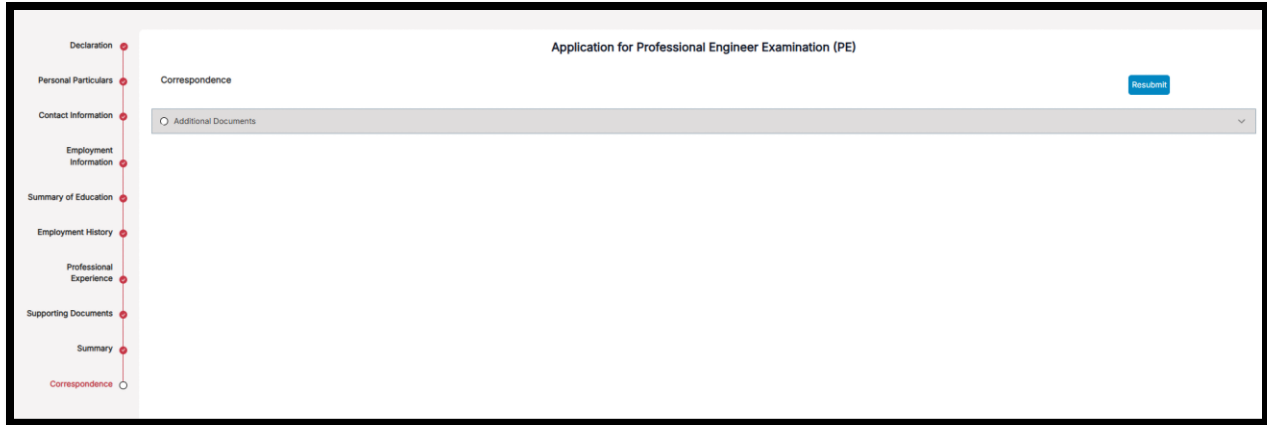 Application for Professional Engineer Examination (PE)
Declaration
Personal Particulars
Contact Information
Employment
Information
Summary of Education
Employment History
Professional
Experience
Supporting Documents
Summary
Correspondence
Correspondence
Resubmit
Additional Documents